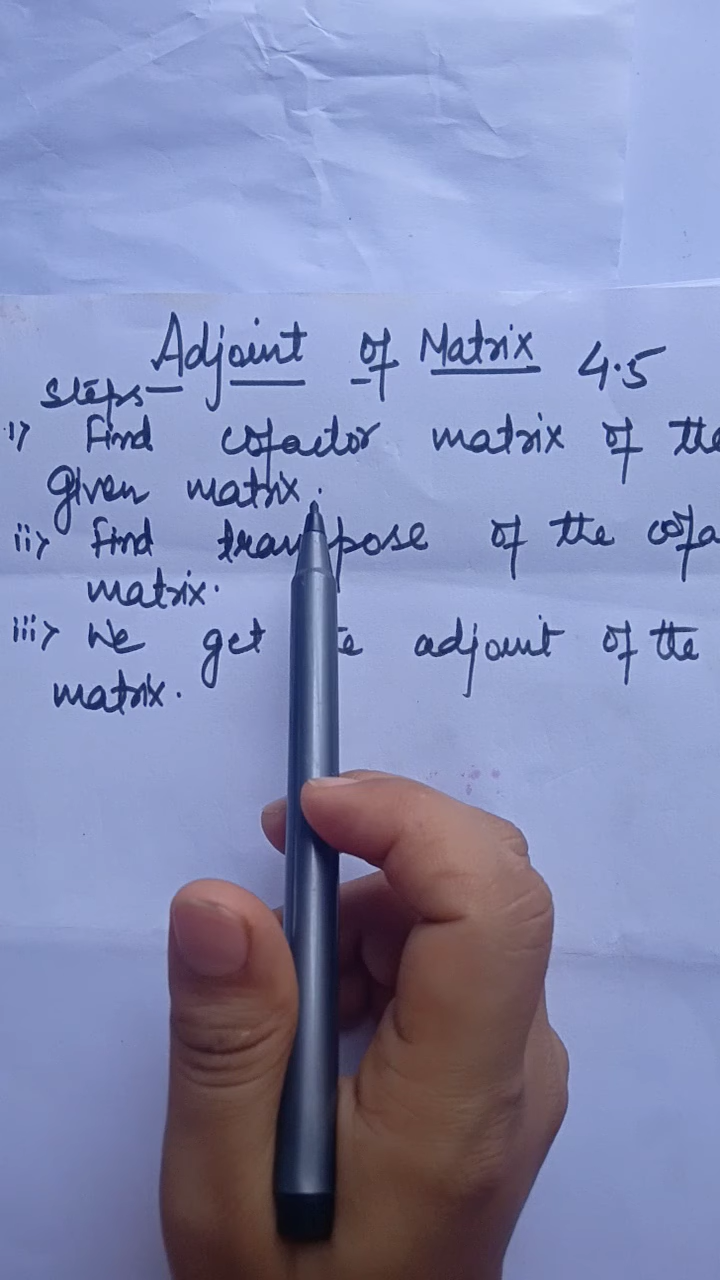 Adjoint of Matrix 4.5
Steps
i) Find cofactor matrix of the
given matrix.
ii) find transpose of the cofa
matrix.
iii) We get the adjoint of the
matrix.